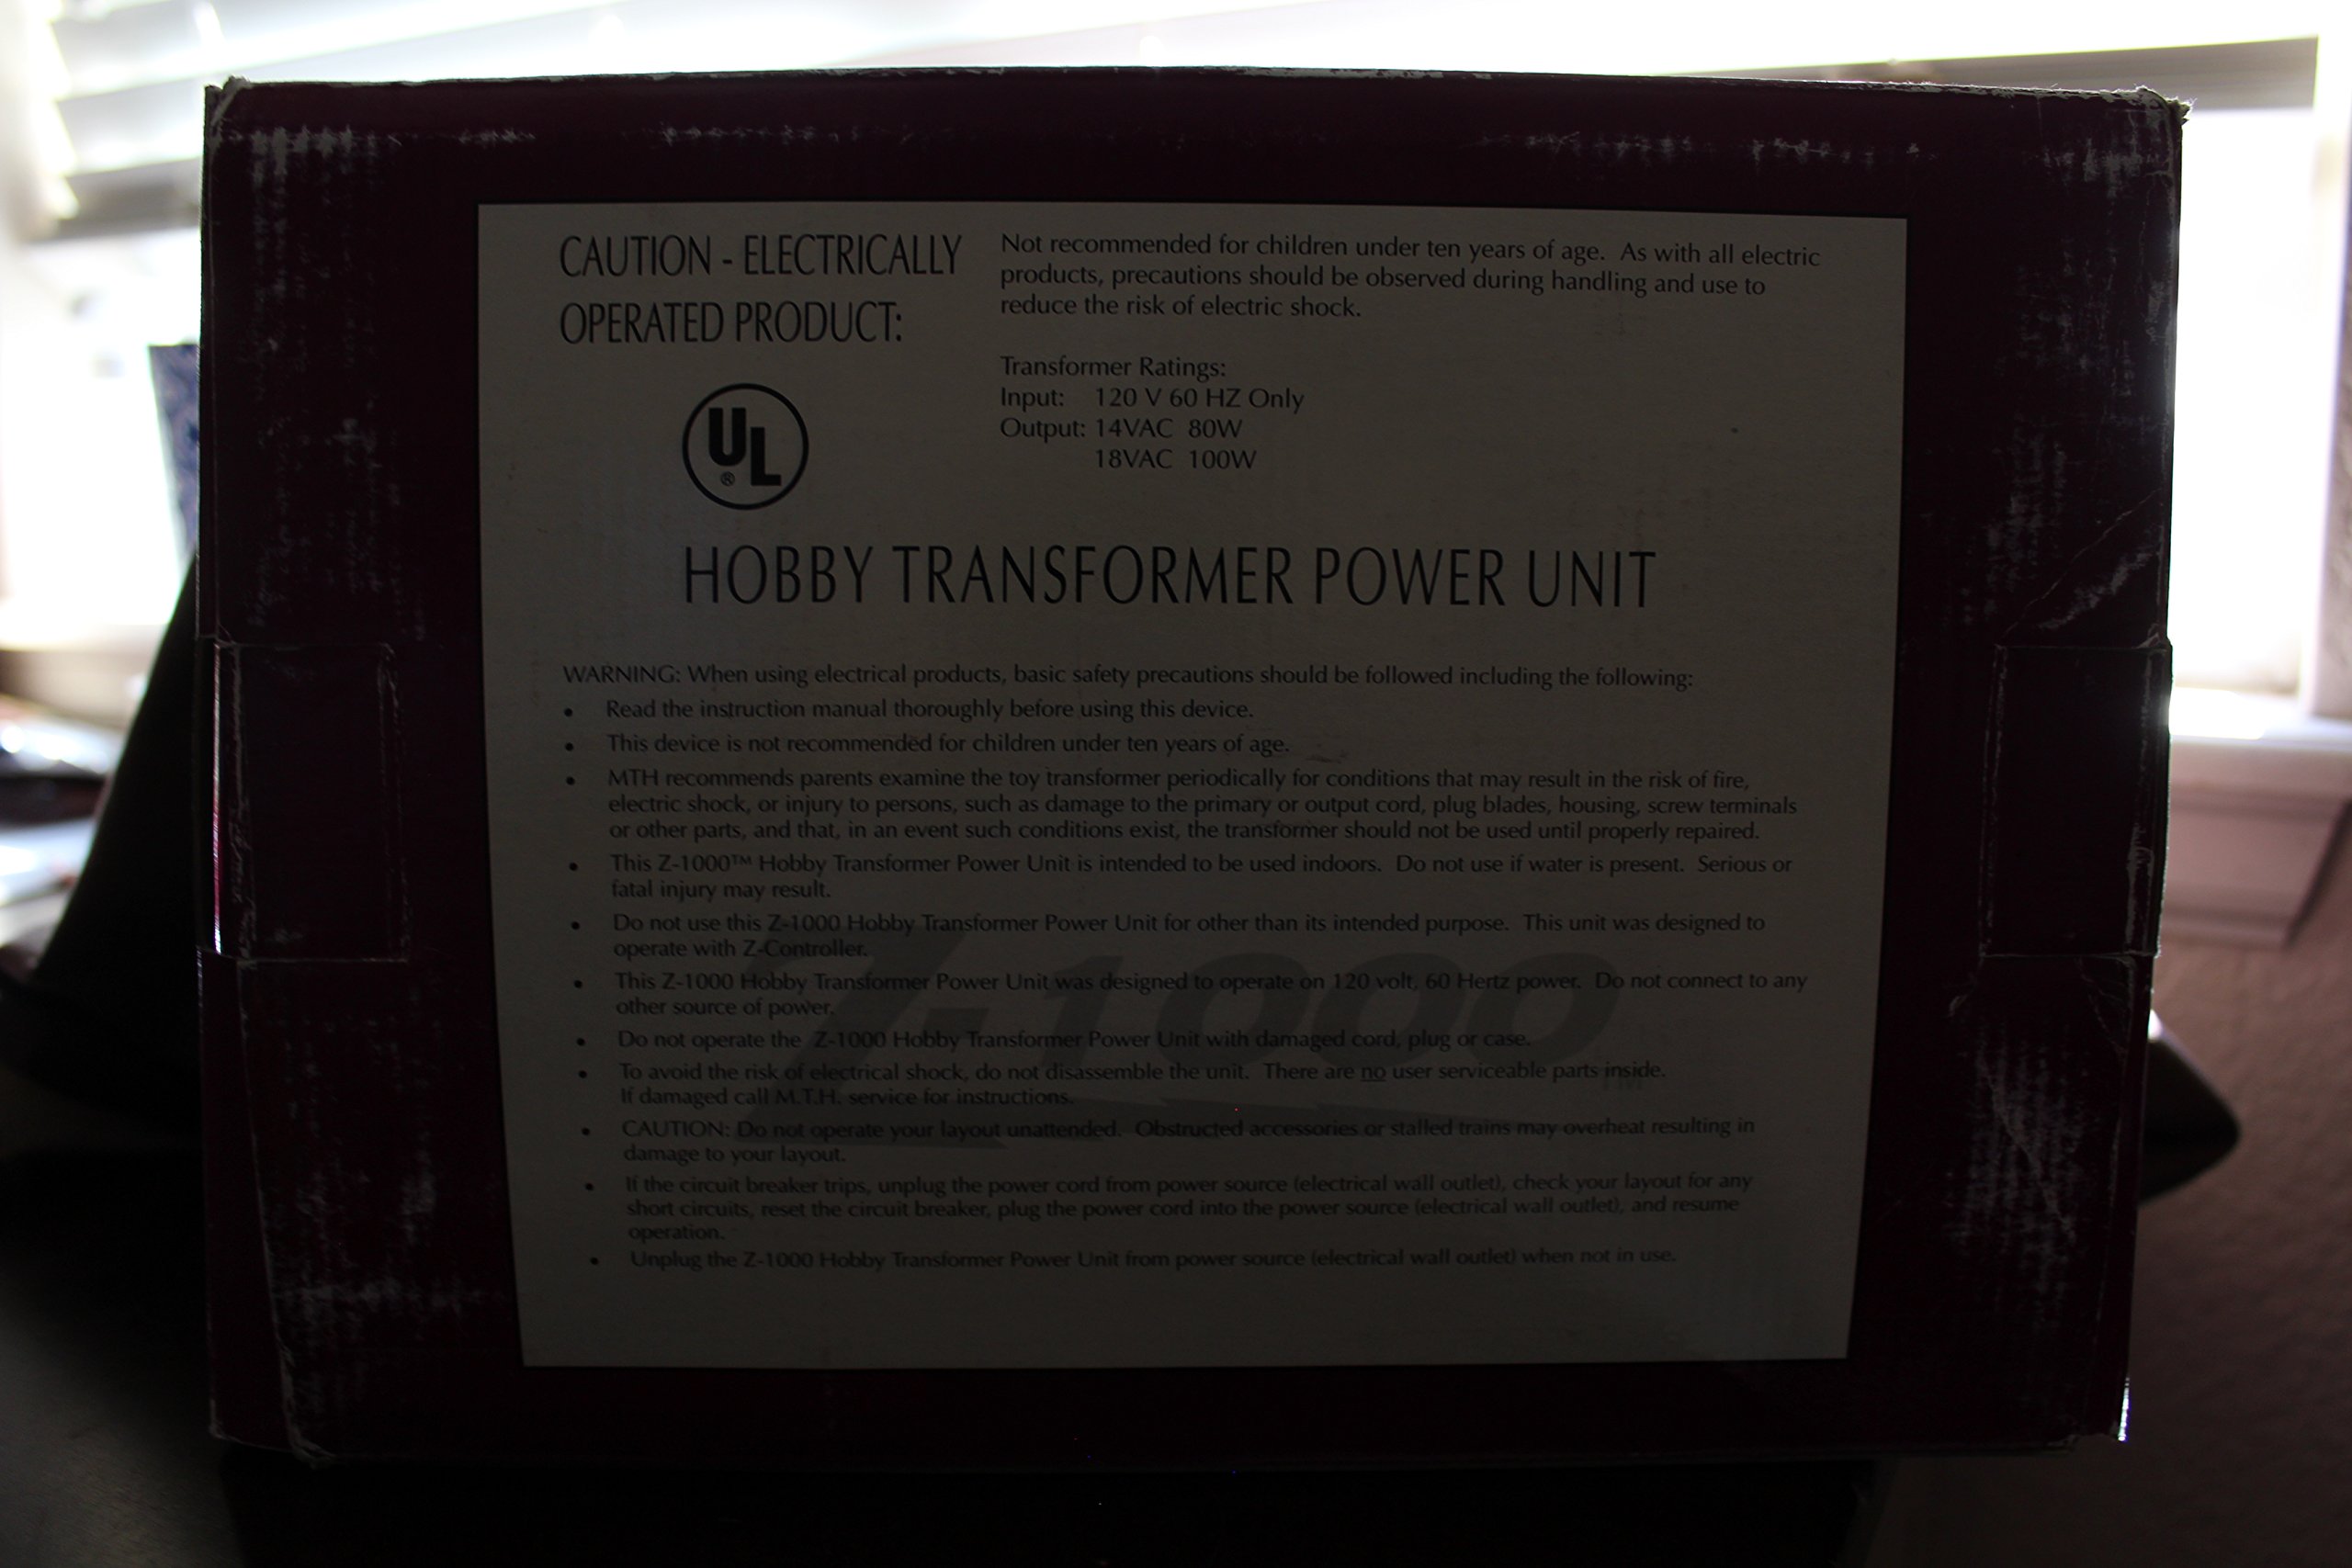 CAUTION - ELECTRICALLY
OPERATED PRODUCT:
Not recommended for children under ten years of age. As with all electric
products, precautions should be observed during handling and use to
reduce the risk of electric shock.
Transformer Ratings:
Input: 120 V 60 HZ Only
Output: 14VAC 80W
18VAC 100W
UL
®
HOBBY TRANSFORMER POWER UNIT
WARNING: When using electrical products, basic safety precautions should be followed including the following:
• Read the instruction manual thoroughly before using this device.
• This device is not recommended for children under ten years of age.
• MTH recommends parents examine the toy transformer periodically for conditions that may result in the risk of fire,
electric shock, or injury to persons, such as damage to the primary or output cord, plug blades, housing, screw terminals
or other parts, and that, in an event such conditions exist, the transformer should not be used until properly repaired.
• This Z-1000™ Hobby Transformer Power Unit is intended to be used indoors. Do not use if water is present. Serious or
fatal injury may result.
• Do not use this Z-1000 Hobby Transformer Power Unit for other than its intended purpose. This unit was designed to
operate with Z-Controller.
• This Z-1000 Hobby Transformer Power Unit was designed to operate on 120 volt, 60 Hertz power. Do not connect to any
other source of power.
• Do not operate the Z-1000 Hobby Transformer Power Unit with damaged cord, plug or case.
• To avoid the risk of electrical shock, do not disassemble the unit. There are no user serviceable parts inside.
If damaged call M.T.H. service for instructions.
• CAUTION: Do not operate your layout unattended. Obstructed accessories or stalled trains may overheat resulting in
damage to your layout.
• If the circuit breaker trips, unplug the power cord from power source (electrical wall outlet), check your layout for any
short circuits, reset the circuit breaker, plug the power cord into the power source (electrical wall outlet), and resume
operation.
• Unplug the Z-1000 Hobby Transformer Power Unit from power source (electrical wall outlet) when not in use.
Z-1000
TM